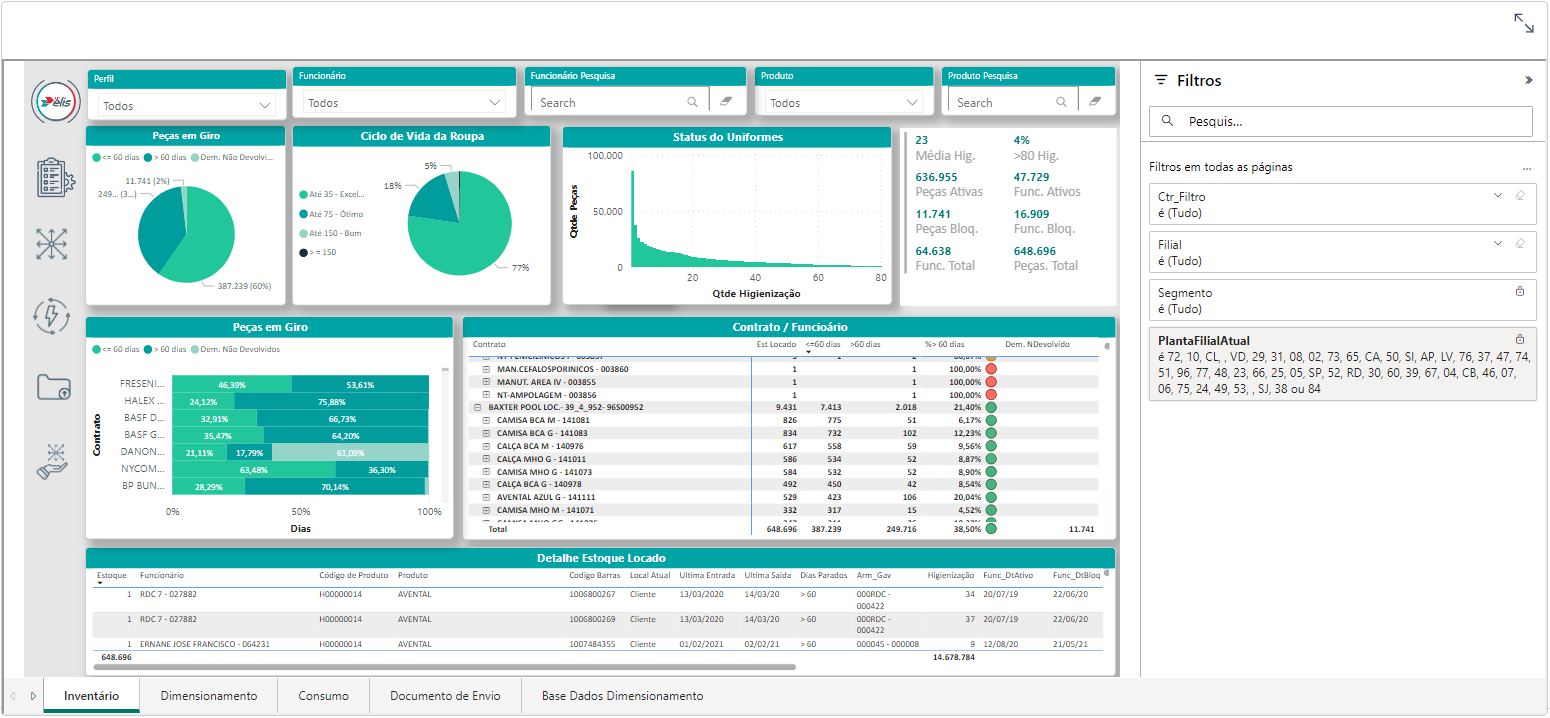 élis
Perfil
Todos
Funcionário
Todos
Funcionário Pesquisa
Search
Produto
Todos
Produto Pesquisa
Search
Peças em Giro
<= 60 dias > 60 dias Dem. Não Devolvi...
11.741 (2%)
249... (3...)
387.239 (60%)
Ciclo de Vida da Roupa
Até 35 - Excel...
Até 75 - Ótimo
Até 150 - Bom
> = 150
5%
18%
77%
Status do Uniformes
Qtde Peças
100.000
50.000
0
20 40 60 80
Qtde Higienização
23
Média Hig.
4%
>80 Hig.
636.955
Peças Ativas
47.729
Func. Ativos
11.741
Peças Bloq.
16.909
Func. Bloq.
64.638
Func. Total
648.696
Peças. Total
Peças em Giro
<= 60 dias > 60 dias Dem. Não Devolvidos
Contrato
FRESENI... 46,39% 53,61%
HALEX ... 24,12% 75,88%
BASF D... 32,91% 66,73%
BASF G... 35,47% 64,20%
DANON... 21,11% 17,79% 61,09%
NYCOM... 63,48% 36,30%
BP BUN... 28,29% 70,14%
0% 50% 100%
Dias
Contrato / Funcioário
Contrato Est Locado <=60 dias >60 dias %> 60 dias Dem. NDevolvido
MAN.CEFALOSPORINICOS - 003860 1 1 100,00%
MANUT. AREA IV - 003855 1 1 100,00%
NT-AMPOLAGEM - 003856 1 1 100,00%
BAXTER POOL LOC.- 39_4_952- 96500952 9.431 7.413 2.018 21,40%
CAMISA BCA M - 141081 826 775 51 6,17%
CAMISA BCA G - 141083 834 732 102 12,23%
CALÇA BCA M - 140976 617 558 59 9,56%
CALÇA MHO G - 141011 586 534 52 8,87%
CAMISA MHO G - 141073 584 532 52 8,90%
CALÇA BCA G - 140978 492 450 42 8,54%
AVENTAL AZUL G - 141111 529 423 106 20,04%
CAMISA MHO M - 141071 332 317 15 4,52%
Total 648.696 387.239 249.716 38,50% 11.741
Detalhe Estoque Locado
Estoque Funcionário Código de Produto Produto Codigo Barras Local Atual Ultima Entrada Ultima Saida Dias Parados Arm_Gav Higienização Func_DtAtivo Func_DtBloq
1 RDC 7 - 027882 H00000014 AVENTAL 1006800267 Cliente 13/03/2020 14/03/20 > 60 000RDC - 34 20/07/19 22/06/20
000422
1 RDC 7 - 027882 H00000014 AVENTAL 1006800269 Cliente 13/03/2020 14/03/20 > 60 000RDC - 37 20/07/19 22/06/20
000422
1 ERNANE JOSE FRANCISCO - 064231 H00000014 AVENTAL 1007484355 Cliente 01/02/2021 02/02/21 > 60 000045 - 000008 9 12/08/20 21/05/21
648.696 14.678.784
Inventário Dimensionamento Consumo Documento de Envio Base Dados Dimensionamento
Filtros
Pesquis...
Filtros em todas as páginas ...
Ctr_Filtro
é (Tudo)
Filial
é (Tudo)
Segmento
é (Tudo)
PlantaFilialAtual
é 72, 10, CL, , VD, 29, 31, 08, 02, 73, 65, CA, 50, SI, AP, LV, 76, 37, 47, 74,
51, 96, 77, 48, 23, 66, 25, 05, SP, 52, RD, 30, 60, 39, 67, 04, CB, 46, 07,
06, 75, 24, 49, 53, , SJ, 38 ou 84